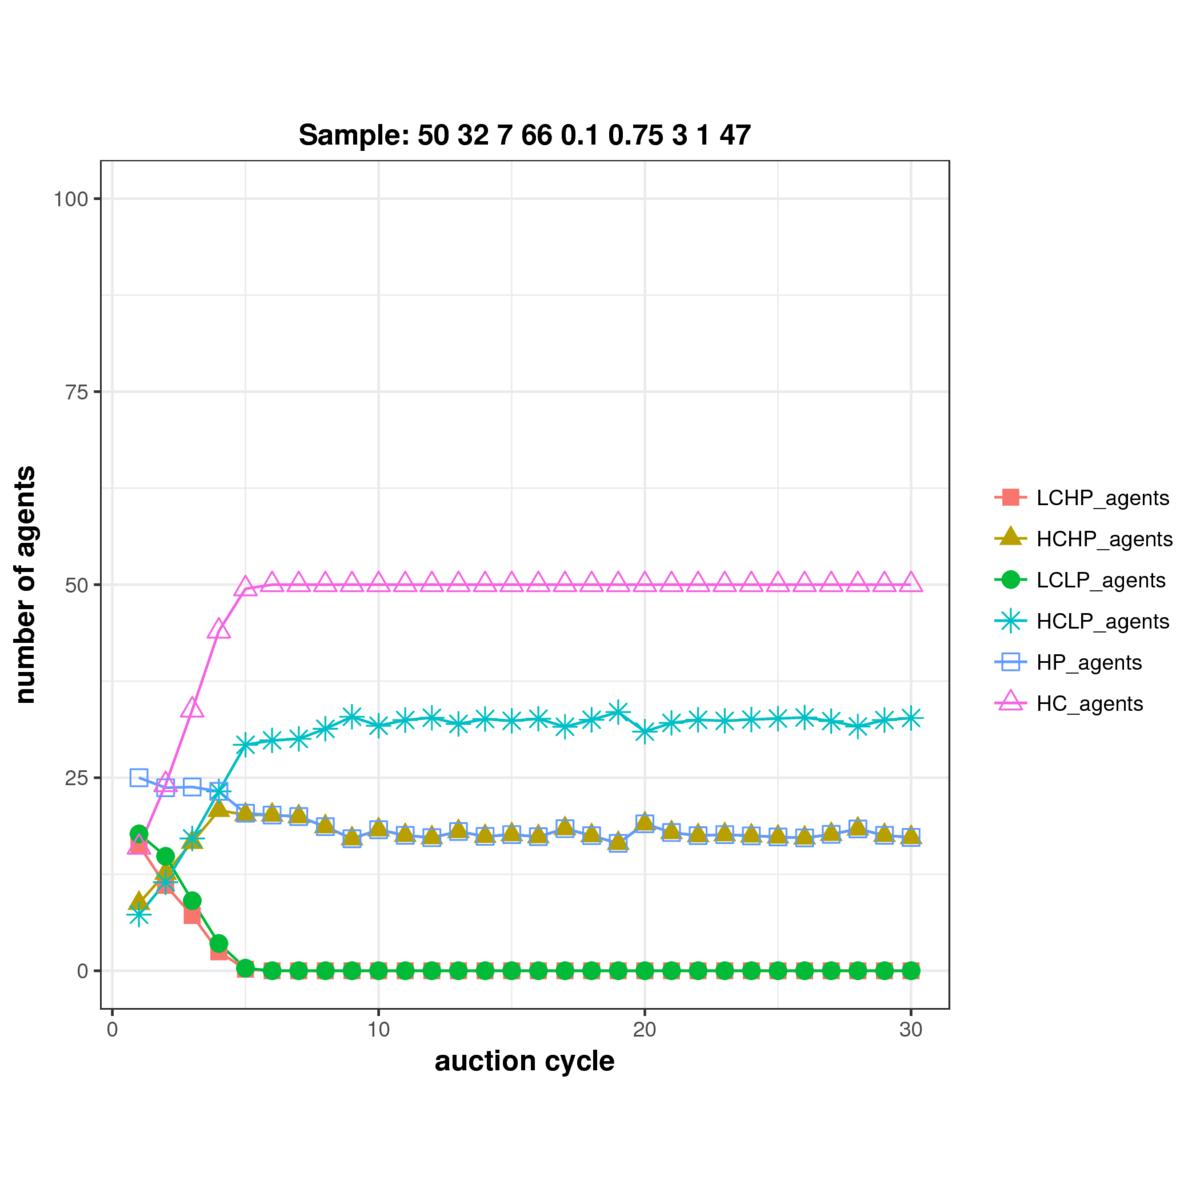 Sample: 50 32 7 66 0.1 0.75 3 1 47
number of agents
100
75
50
25
0
0 10 20 30
auction cycle
LCHP_agents
HCHP_agents
LCLP_agents
HCLP_agents
HP_agents
HC_agents